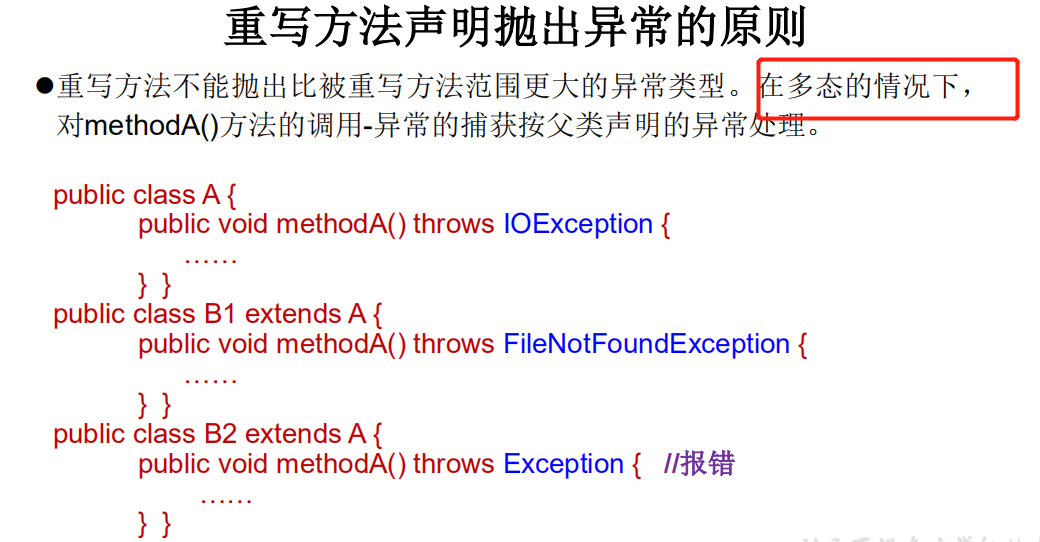 重写方法声明抛出异常的原则
●重写方法不能抛出比被重写方法范围更大的异常类型。在多态的情况下，
对methodA()方法的调用-异常的捕获按父类声明的异常处理。
public class A {
public void methodA() throws IOException {
……
} }
public class B1 extends A {
public void methodA() throws FileNotFoundException {
……
} }
public class B2 extends A {
public void methodA() throws Exception { //报错
……
} }